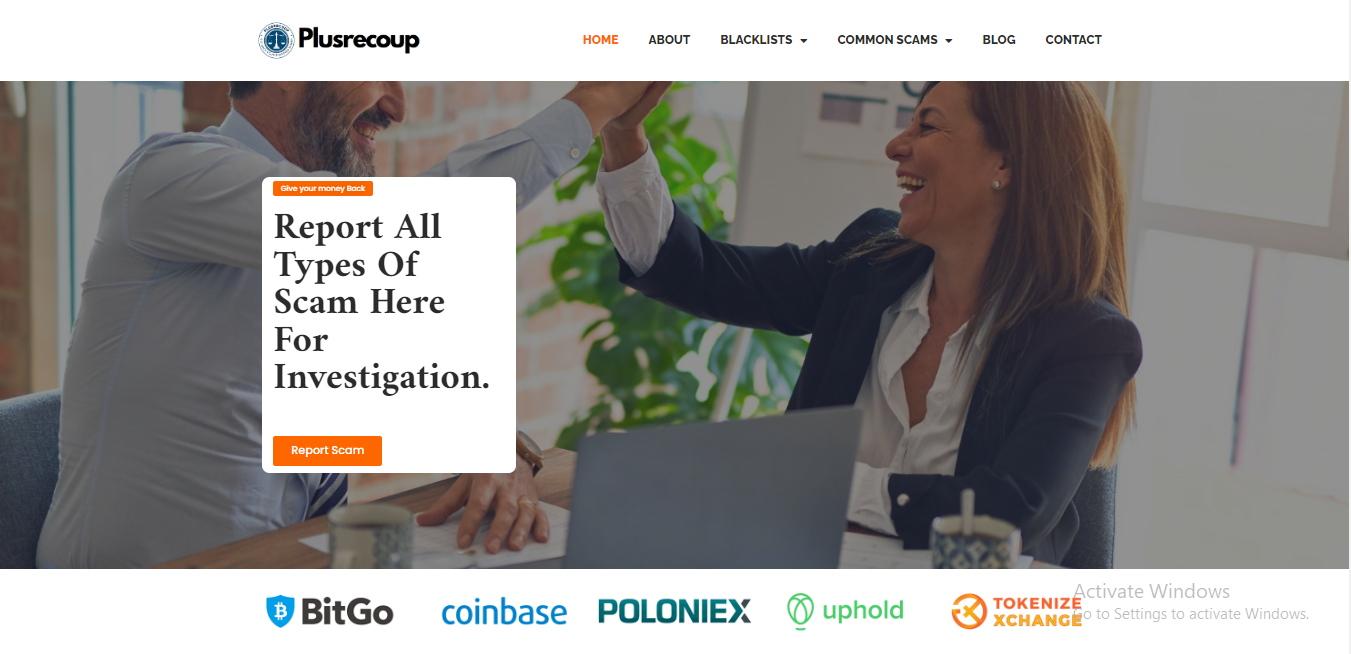 Plusrecoup
HOME ABOUT BLACKLISTS COMMON SCAMS BLOG CONTACT
Give your money Back
Report All
Types Of
Scam Here
For
Investigation.
Report Scam
BitGo coinbase POLONIEX uphold TOKENIZE
XCHANGE
Activate Windows
Go to Settings to activate Windows.